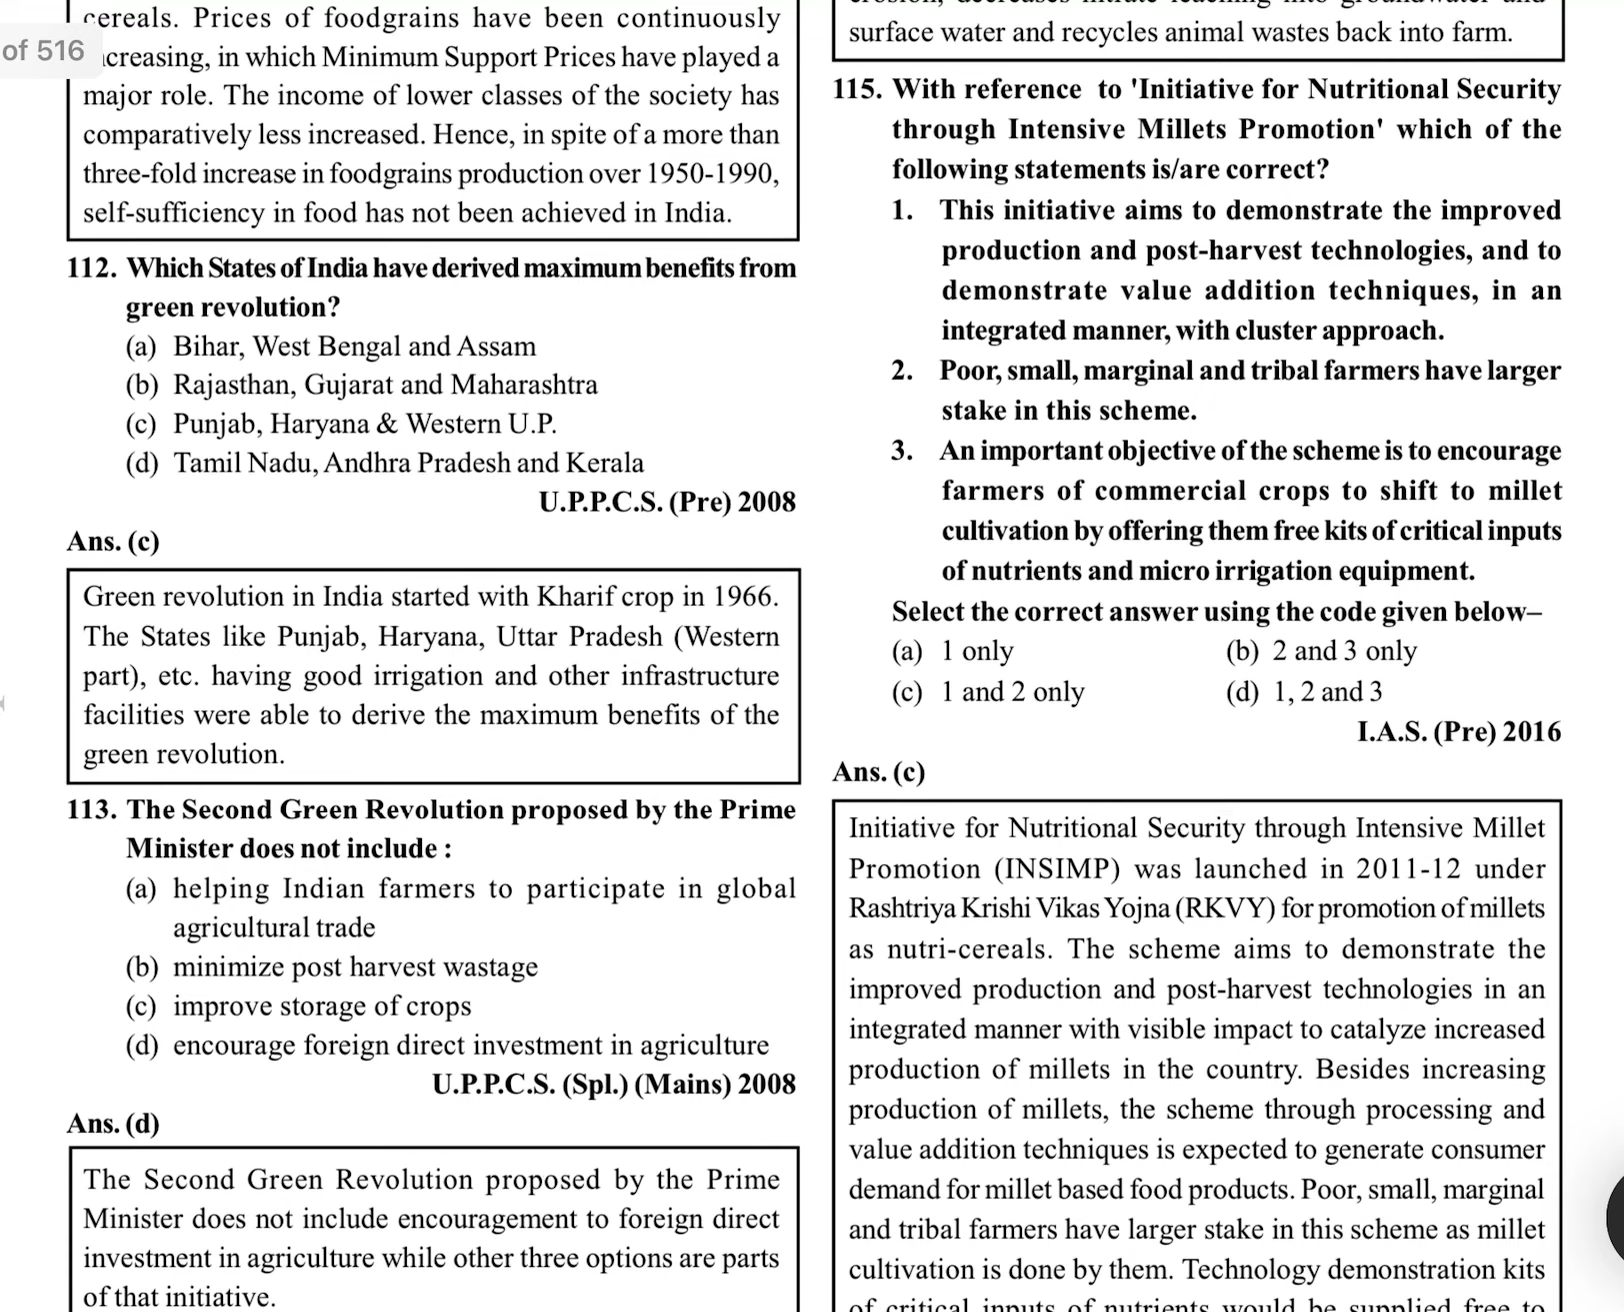 cereals. Prices of foodgrains have been continuously
of 516
creasing, in which Minimum Support Prices have played a
major role. The income of lower classes of the society has
comparatively less increased. Hence, in spite of a more than
three-fold increase in foodgrains production over 1950-1990,
self-sufficiency in food has not been achieved in India.
112. Which States of India have derived maximum benefits from
green revolution?
(a) Bihar, West Bengal and Assam
(b) Rajasthan, Gujarat and Maharashtra
(c) Punjab, Haryana & Western U.P.
(d) Tamil Nadu, Andhra Pradesh and Kerala
U.P.P.C.S. (Pre) 2008
Ans. (c)
Green revolution in India started with Kharif crop in 1966.
The States like Punjab, Haryana, Uttar Pradesh (Western
part), etc. having good irrigation and other infrastructure
facilities were able to derive the maximum benefits of the
green revolution.
113. The Second Green Revolution proposed by the Prime
Minister does not include :
(a) helping Indian farmers to participate in global
agricultural trade
(b) minimize post harvest wastage
(c) improve storage of crops
(d) encourage foreign direct investment in agriculture
U.P.P.C.S. (Spl.) (Mains) 2008
Ans. (d)
The Second Green Revolution proposed by the Prime
Minister does not include encouragement to foreign direct
investment in agriculture while other three options are parts
of that initiative.
surface water and recycles animal wastes back into farm.
115. With reference to 'Initiative for Nutritional Security
through Intensive Millets Promotion' which of the
following statements is/are correct?
1. This initiative aims to demonstrate the improved
production and post-harvest technologies, and to
demonstrate value addition techniques, in an
integrated manner, with cluster approach.
2. Poor, small, marginal and tribal farmers have larger
stake in this scheme.
3. An important objective of the scheme is to encourage
farmers of commercial crops to shift to millet
cultivation by offering them free kits of critical inputs
of nutrients and micro irrigation equipment.
Select the correct answer using the code given below–
(a) 1 only (b) 2 and 3 only
(c) 1 and 2 only (d) 1, 2 and 3
I.A.S. (Pre) 2016
Ans. (c)
Initiative for Nutritional Security through Intensive Millet
Promotion (INSIMP) was launched in 2011-12 under
Rashtriya Krishi Vikas Yojna (RKVY) for promotion of millets
as nutri-cereals. The scheme aims to demonstrate the
improved production and post-harvest technologies in an
integrated manner with visible impact to catalyze increased
production of millets in the country. Besides increasing
production of millets, the scheme through processing and
value addition techniques is expected to generate consumer
demand for millet based food products. Poor, small, marginal
and tribal farmers have larger stake in this scheme as millet
cultivation is done by them. Technology demonstration kits
of critical inputs of nutrients would be supplied free to